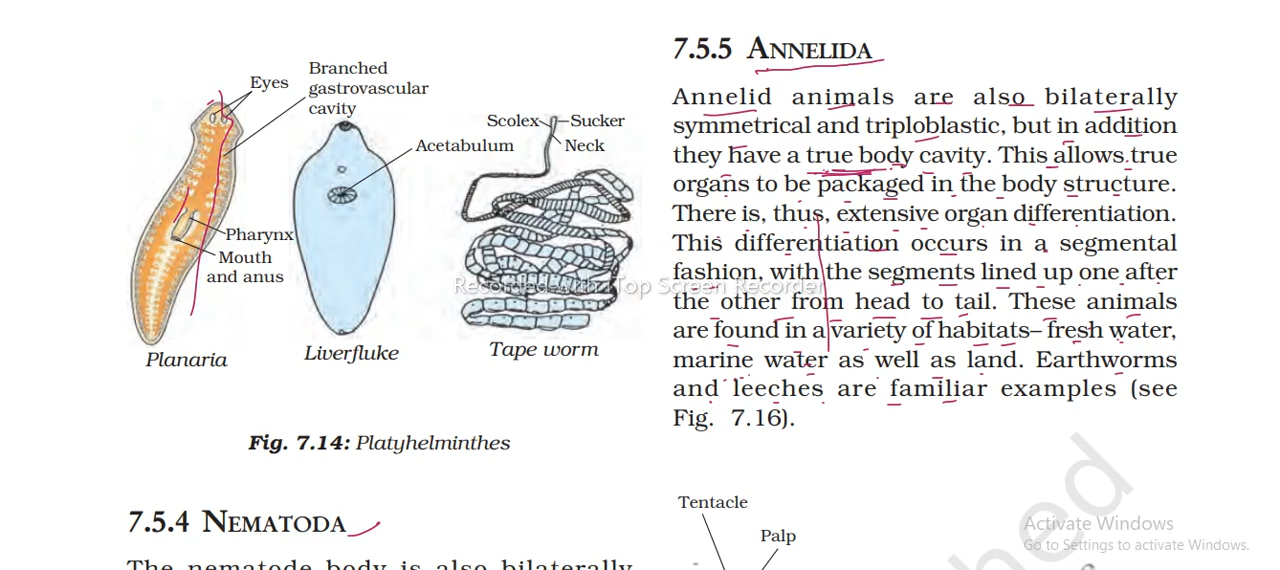 Eyes
Branched
gastrovascular
cavity
Pharynx
Mouth
and anus
Planaria
Acetabulum
Liverfluke
Scolex
Sucker
Neck
Tape worm
Fig. 7.14: Platyhelminthes
7.5.4 NEMATODA
The nematode body is also bilaterally
7.5.5 ANNELIDA
Annelid animals are also bilaterally
symmetrical and triploblastic, but in addition
they have a true body cavity. This allows true
organs to be packaged in the body structure.
There is, thus, extensive organ differentiation.
This differentiation occurs in a segmental
fashion, with the segments lined up one after
the other from head to tail. These animals
are found in a variety of habitats– fresh water,
marine water as well as land. Earthworms
and leeches are familiar examples (see
Fig. 7.16).
Tentacle
Palp
Activate Windows
Go to Settings to activate Windows.